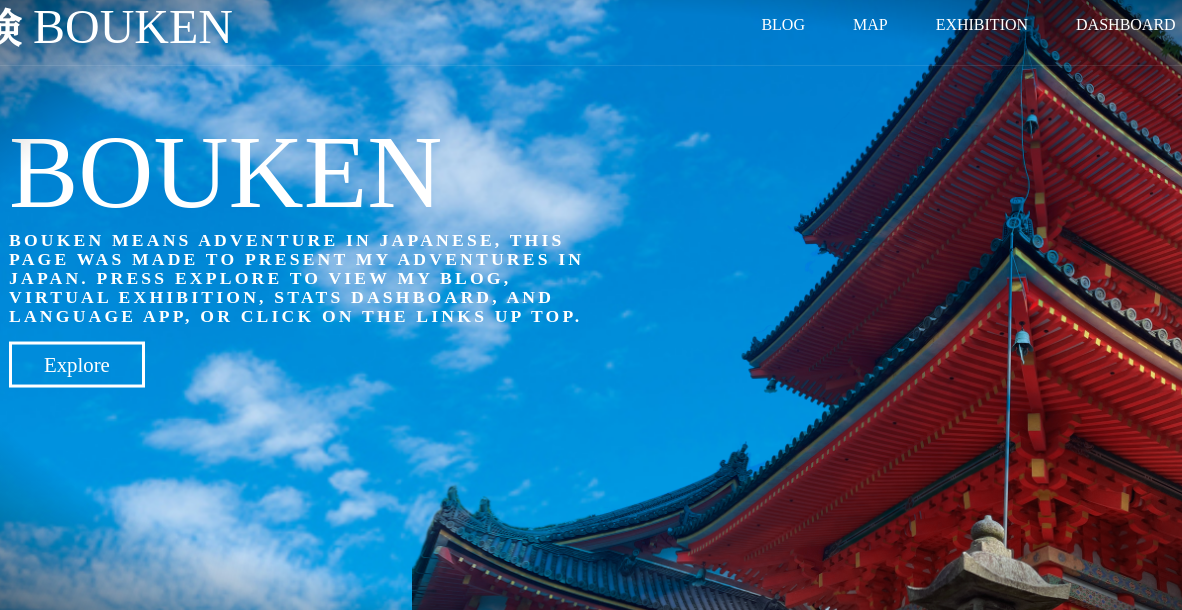 険 BOUKEN
BLOG MAP EXHIBITION DASHBOARD
BOUKEN
BOUKEN MEANS ADVENTURE IN JAPANESE, THIS
PAGE WAS MADE TO PRESENT MY ADVENTURES IN
JAPAN. PRESS EXPLORE TO VIEW MY BLOG,
VIRTUAL EXHIBITION, STATS DASHBOARD, AND
LANGUAGE APP, OR CLICK ON THE LINKS UP TOP.
Explore